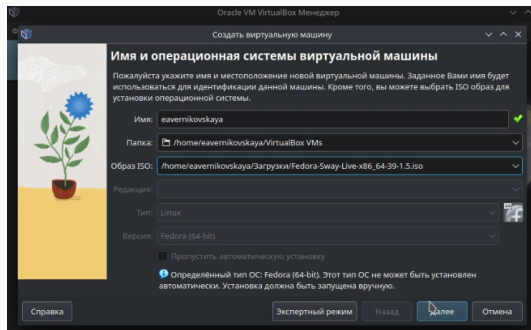 Oracle VM VirtualBox Менеджер
Создать виртуальную машину
Имя и операционная системы виртуальной машины
Пожалуйста укажите имя и местоположение новой виртуальной машины. Заданное Вами имя будет
использоваться для идентификации данной машины. Кроме того, вы можете выбрать ISO образ для
установки операционной системы.
Имя: eavernikovskaya
Папка: /home/eavernikovskaya/VirtualBox VMs
Образ ISO: /home/eavernikovskaya/Загрузки/Fedora-Sway-Live-x86_64-39-1.5.iso
Редакция:
Тип: Linux
Версия: Fedora (64-bit)
Пропустить автоматическую установку
Определённый тип ОС: Fedora (64-bit). Этот тип ОС не может быть установлен
автоматически. Установка должна быть запущена вручную.
Справка Экспертный режим Назад Далее Отмена